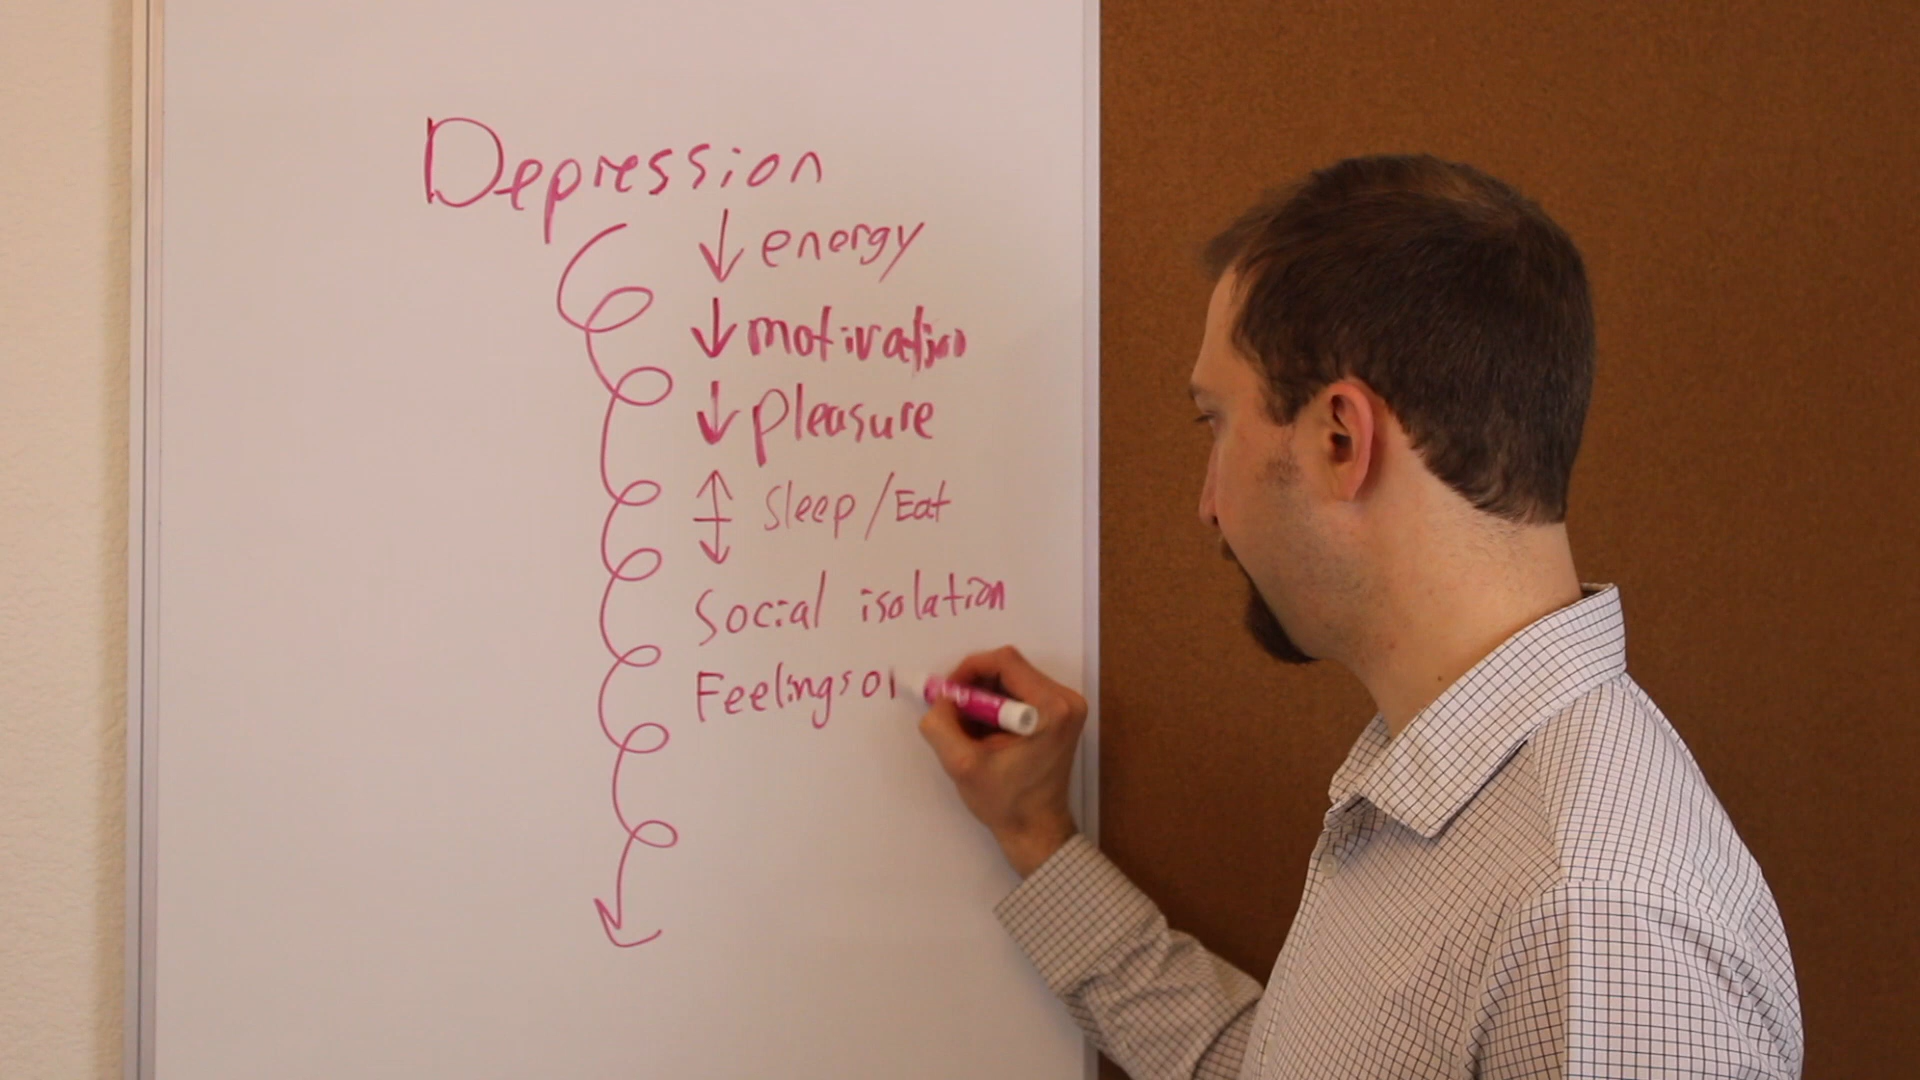 Depression
↓ energy
↓ motivation
↓ pleasure
↕ Sleep/Eat
Social isolation
Feelings o